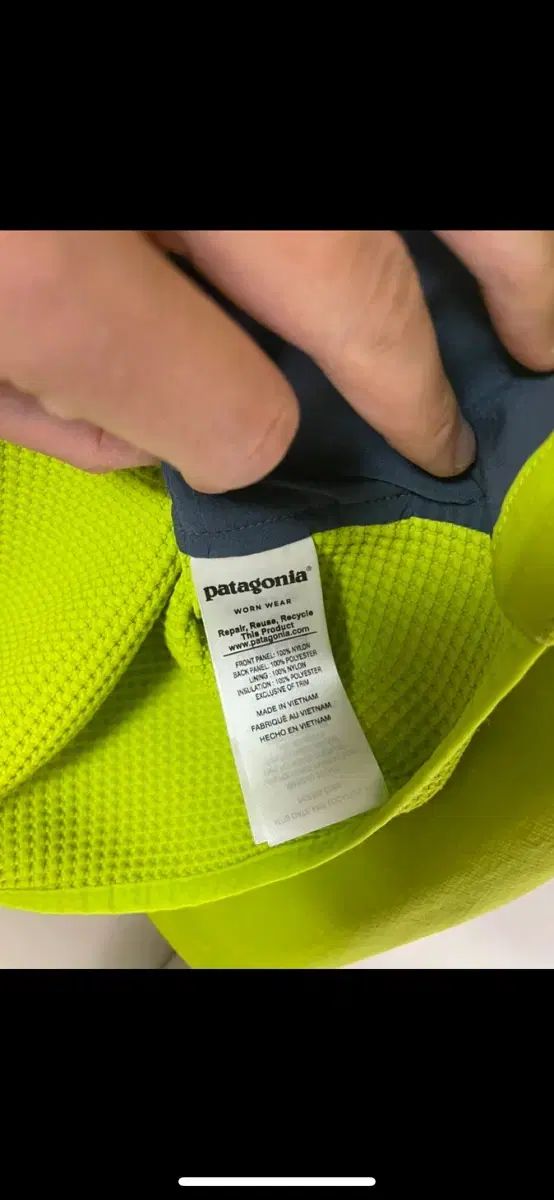 patagonia®
WORN WEAR
Repair, Reuse, Recycle
This Product
www.patagonia.com
FRONT PANEL: 100% NYLON
BACK PANEL: 100% POLYESTER
LINING: 100% NYLON
INSULATION: 100% POLYESTER
EXCLUSIVE OF TRIM
MADE IN VIETNAM
FABRIQUÉ AU VIETNAM
HECHO EN VIETNAM